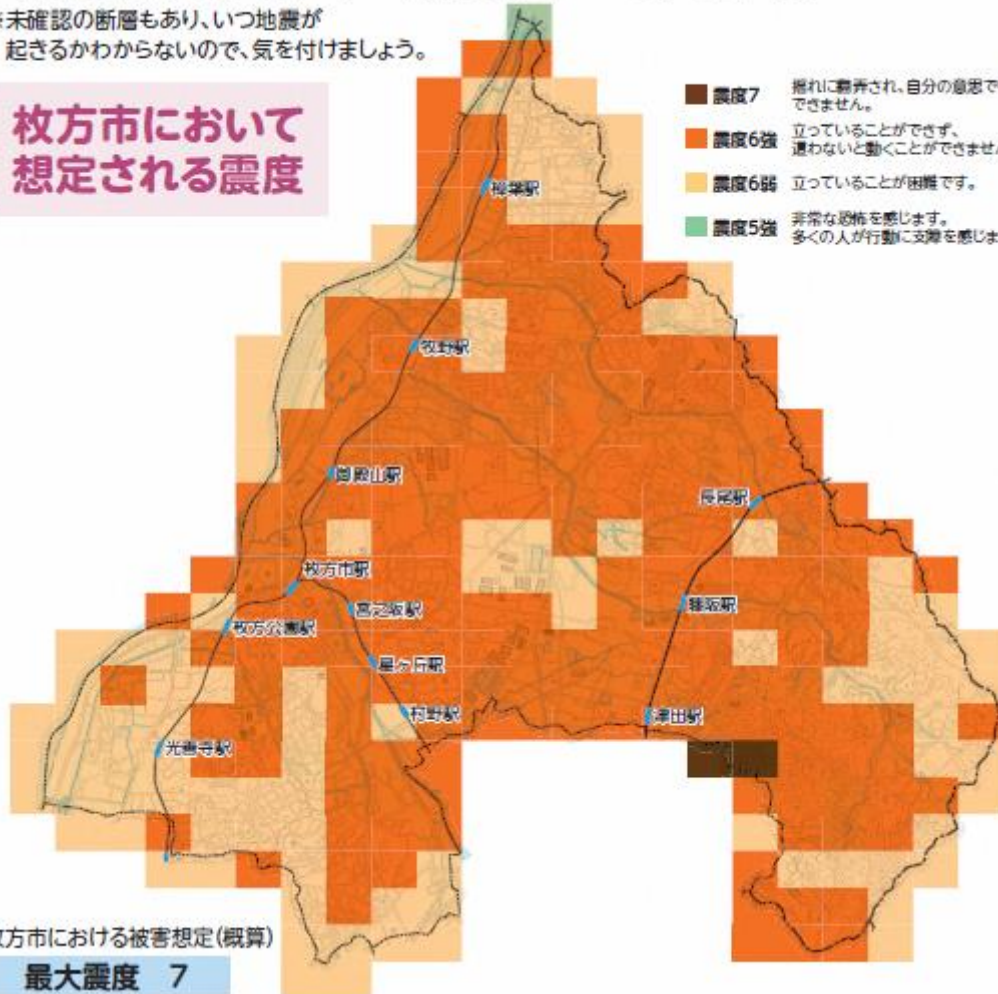 未確認の断層もあり、いつ地震が
起きるかわからないので、気を付けましょう。
枚方市において
想定される震度
震度7
揺れに翻弄され、自分の意思で
できません。
震度6強
立っていることができず、
這わないと動くことができません
震度6弱
立っていることが困難です。
震度5強
非常な恐怖を感じます。
多くの人が行動に支障を感じま
樟葉駅
牧野駅
御殿山駅
長尾駅
枚方市駅
宮之阪駅
藤阪駅
枚方公園駅
星ヶ丘駅
村野駅
津田駅
光善寺駅
方市における被害想定(概算)
最大震度 7